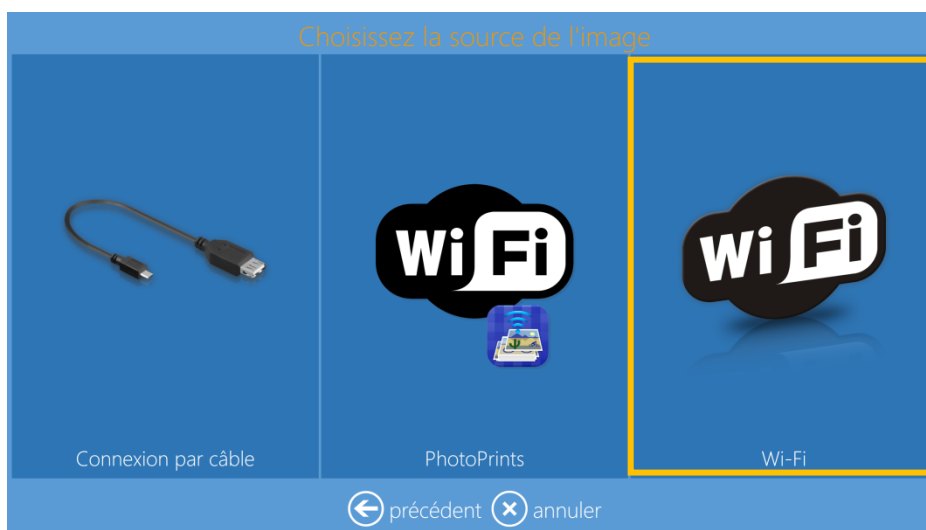 Choisissez la source de l'image
Wi Fi
Wi Fi
Connexion par câble
PhotoPrints
Wi-Fi
précédent annuler